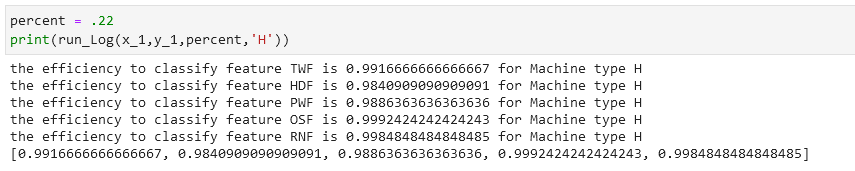 percent = .22
print(run_Log(x_1,y_1,percent,'H'))
the efficiency to classify feature TWF is 0.9916666666666667 for Machine type H
the efficiency to classify feature HDF is 0.9840909090909091 for Machine type H
the efficiency to classify feature PWF is 0.9886363636363636 for Machine type H
the efficiency to classify feature OSF is 0.9992424242424243 for Machine type H
the efficiency to classify feature RNF is 0.9984848484848485 for Machine type H
[0.9916666666666667, 0.9840909090909091, 0.9886363636363636, 0.9992424242424243, 0.9984848484848485]